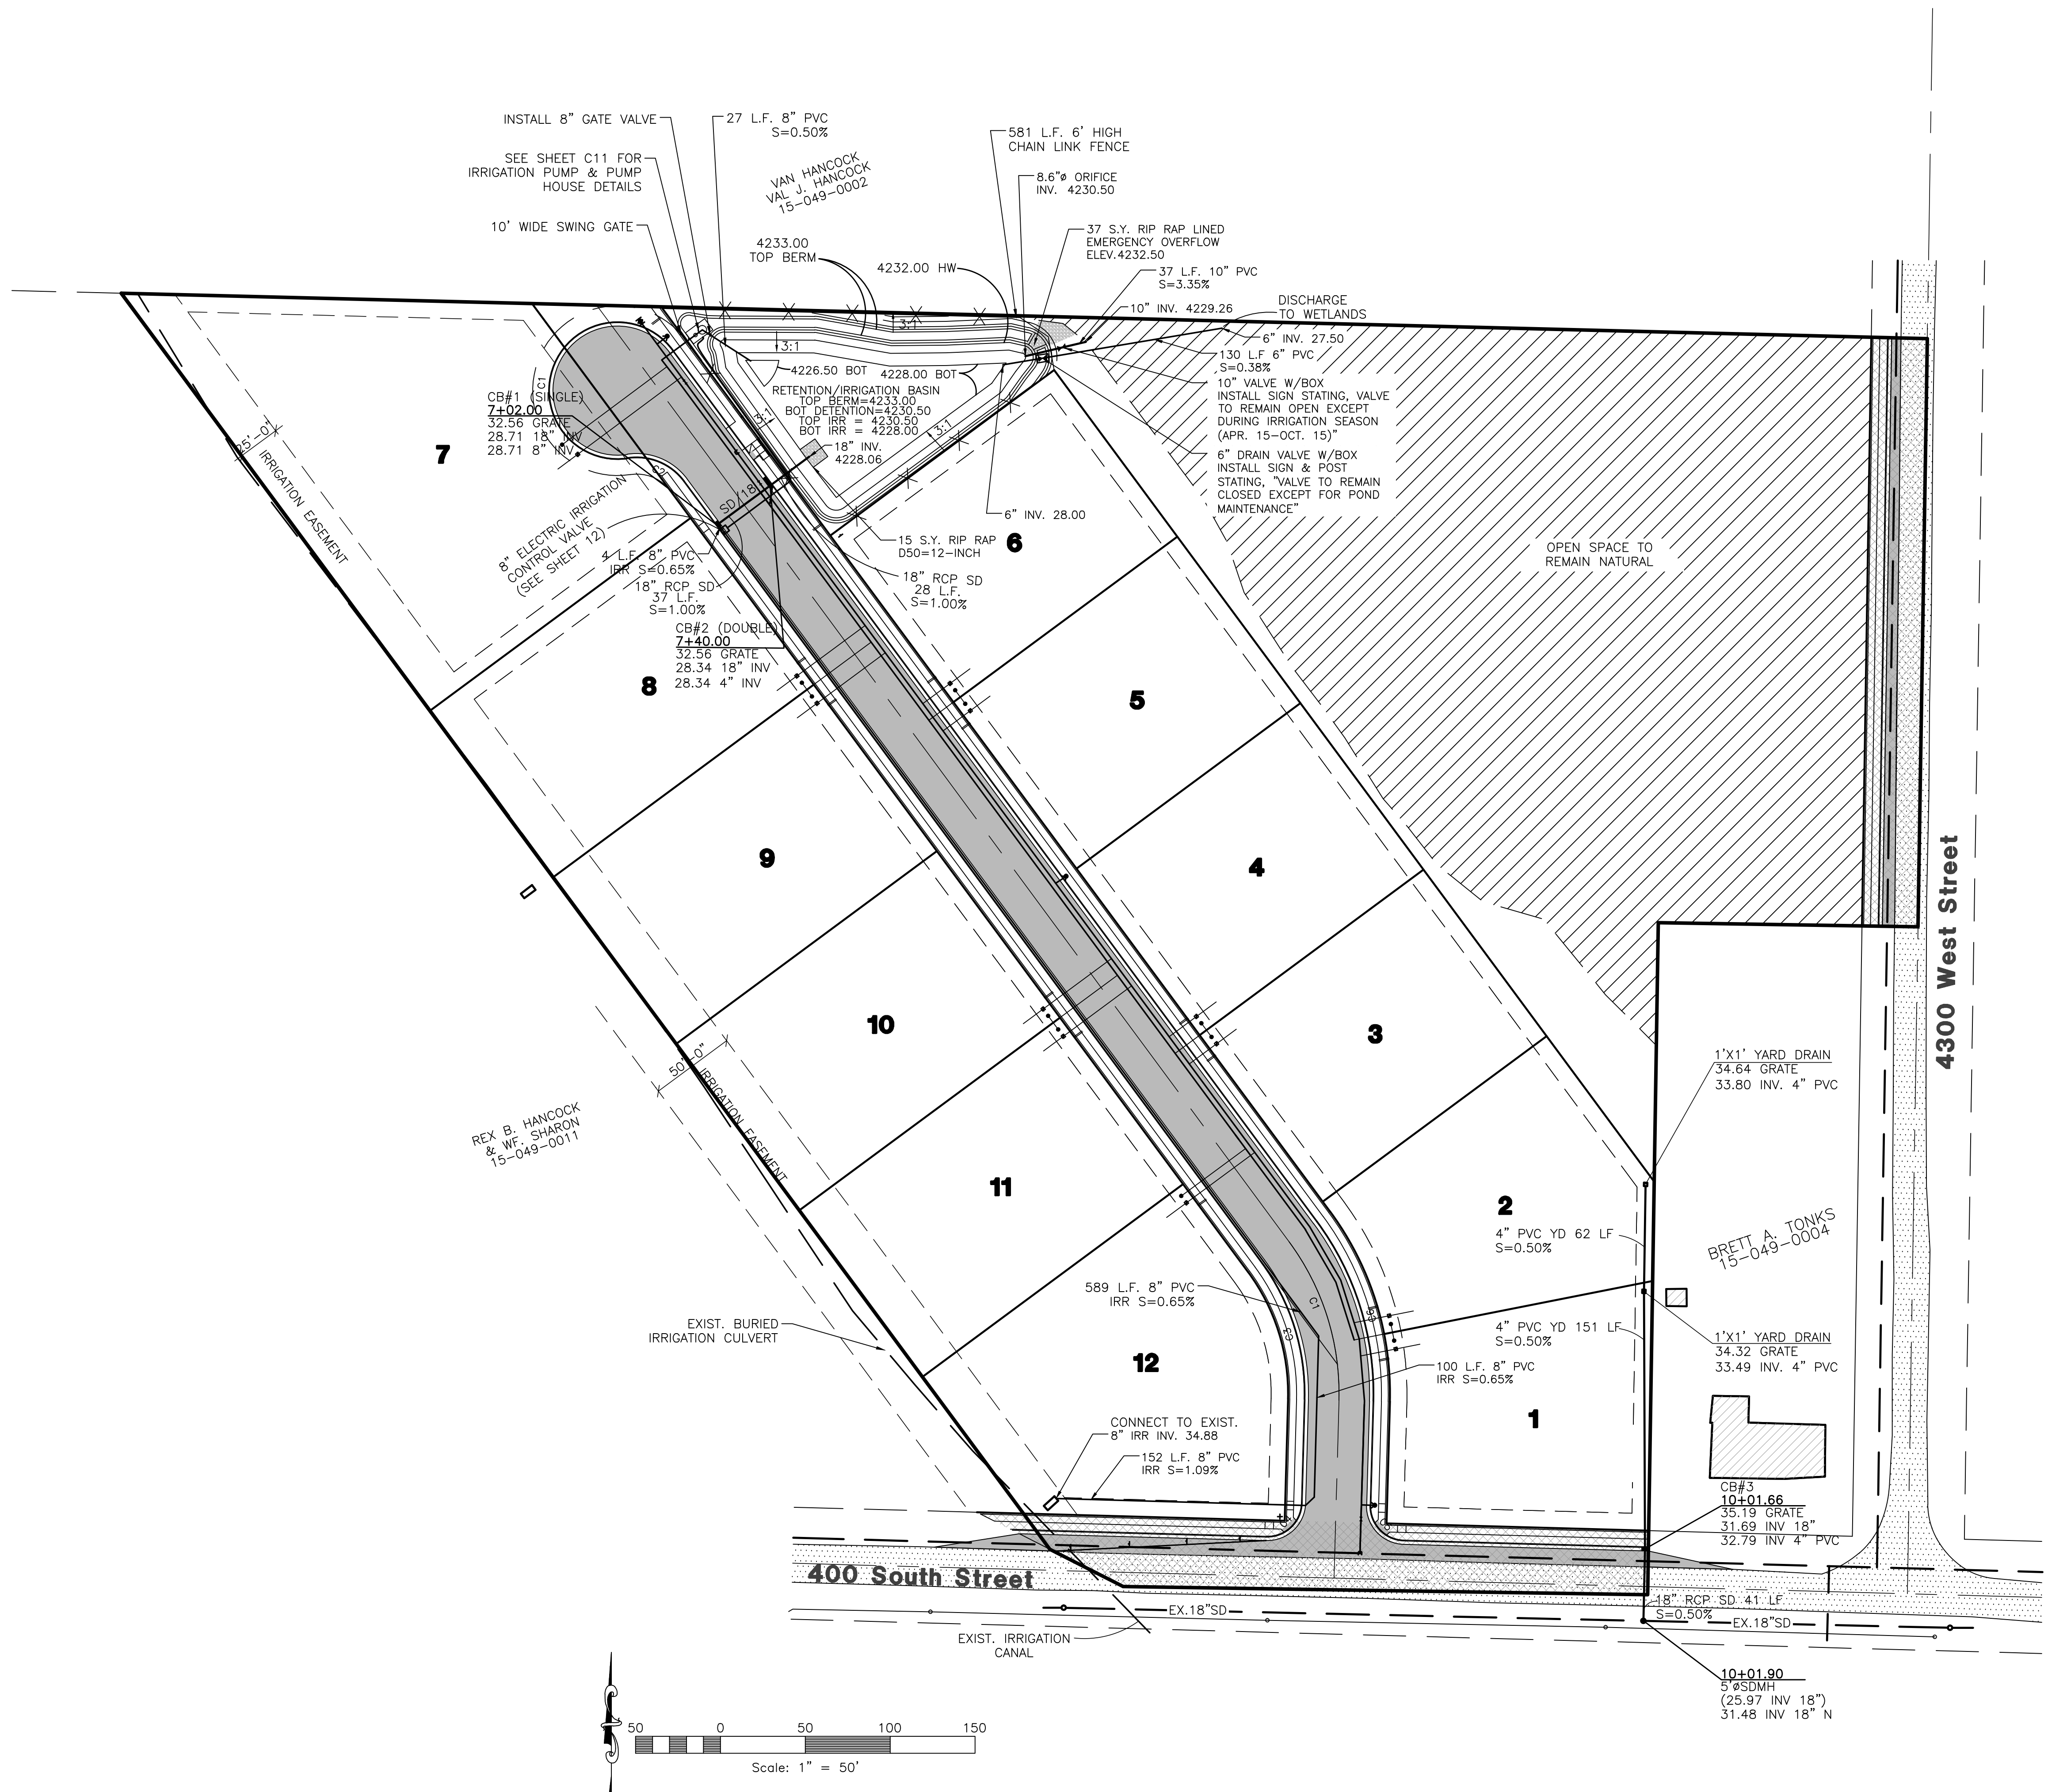 INSTALL 8" GATE VALVE
27 L.F. 8" PVC
S=0.50%
SEE SHEET C11 FOR
IRRIGATION PUMP & PUMP
HOUSE DETAILS
10' WIDE SWING GATE
VAN HANCOCK
VAL J. HANCOCK
15-049-0002
581 L.F. 6' HIGH
CHAIN LINK FENCE
8.6"ø ORIFICE
INV. 4230.50
4233.00
TOP BERM
4232.00 HW
37 S.Y. RIP RAP LINED
EMERGENCY OVERFLOW
ELEV.4232.50
37 L.F. 10" PVC
S=3.35%
10" INV. 4229.26
DISCHARGE
TO WETLANDS
6" INV. 27.50
130 L.F 6" PVC
S=0.38%
10" VALVE W/BOX
INSTALL SIGN STATING, VALVE
TO REMAIN OPEN EXCEPT
DURING IRRIGATION SEASON
(APR. 15-OCT. 15)"
6" DRAIN VALVE W/BOX
INSTALL SIGN & POST
STATING, "VALVE TO REMAIN
CLOSED EXCEPT FOR POND
MAINTENANCE"
3:1
3:1
3:1
3:1
4226.50 BOT
4228.00 BOT
RETENTION/IRRIGATION BASIN
TOP BERM=4233.00
BOT DETENTION=4230.50
TOP IRR = 4230.50
BOT IRR = 4228.00
18" INV.
4228.06
6" INV. 28.00
15 S.Y. RIP RAP
D50=12-INCH
18" RCP SD
28 L.F.
S=1.00%
C1
CB#1 (SINGLE)
7+02.00
32.56 GRATE
28.71 18" INV
28.71 8" INV
C2
SD/18"
25'-0"
IRRIGATION EASEMENT
7
8" ELECTRIC IRRIGATION
CONTROL VALVE
(SEE SHEET 12)
4 L.F. 8" PVC
IRR S=0.65%
18" RCP SD
37 L.F.
S=1.00%
CB#2 (DOUBLE)
7+40.00
32.56 GRATE
28.34 18" INV
28.34 4" INV
6
OPEN SPACE TO
REMAIN NATURAL
8
5
9
4
10
3
4300 West Street
50'-0"
IRRIGATION EASEMENT
REX B. HANCOCK
& WF. SHARON
15-049-0011
1'X1' YARD DRAIN
34.64 GRATE
33.80 INV. 4" PVC
11
2
4" PVC YD 62 LF
S=0.50%
BRETT A. TONKS
15-049-0004
589 L.F. 8" PVC
IRR S=0.65%
C1
C3
EXIST. BURIED
IRRIGATION CULVERT
4" PVC YD 151 LF
S=0.50%
1'X1' YARD DRAIN
34.32 GRATE
33.49 INV. 4" PVC
12
100 L.F. 8" PVC
IRR S=0.65%
1
CONNECT TO EXIST.
8" IRR INV. 34.88
152 L.F. 8" PVC
IRR S=1.09%
CB#3
10+01.66
35.19 GRATE
31.69 INV 18"
32.79 INV 4" PVC
400 South Street
EX.18"SD
18" RCP SD 41 LF
S=0.50%
EX.18"SD
EXIST. IRRIGATION
CANAL
10+01.90
5'øSDMH
(25.97 INV 18")
31.48 INV 18" N
50 0 50 100 150
Scale: 1" = 50'